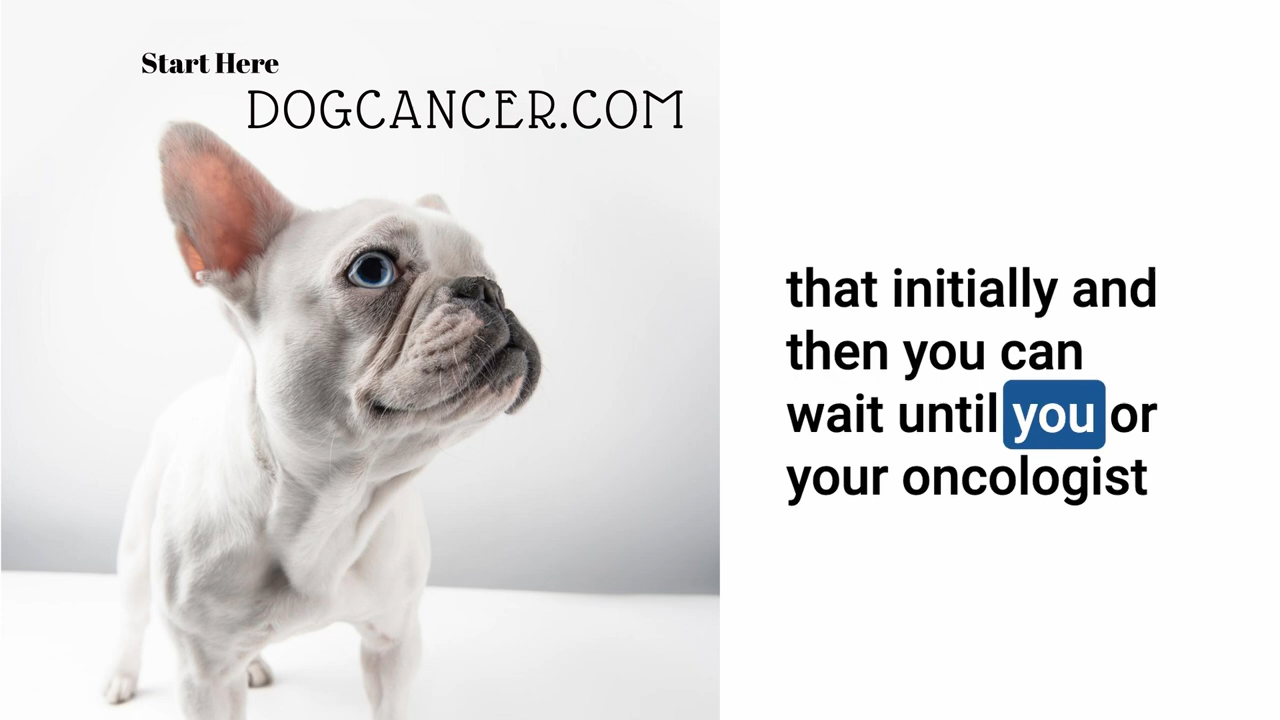 Start Here
DOGCANCER.COM
that initially and
then you can
wait until you or
your oncologist